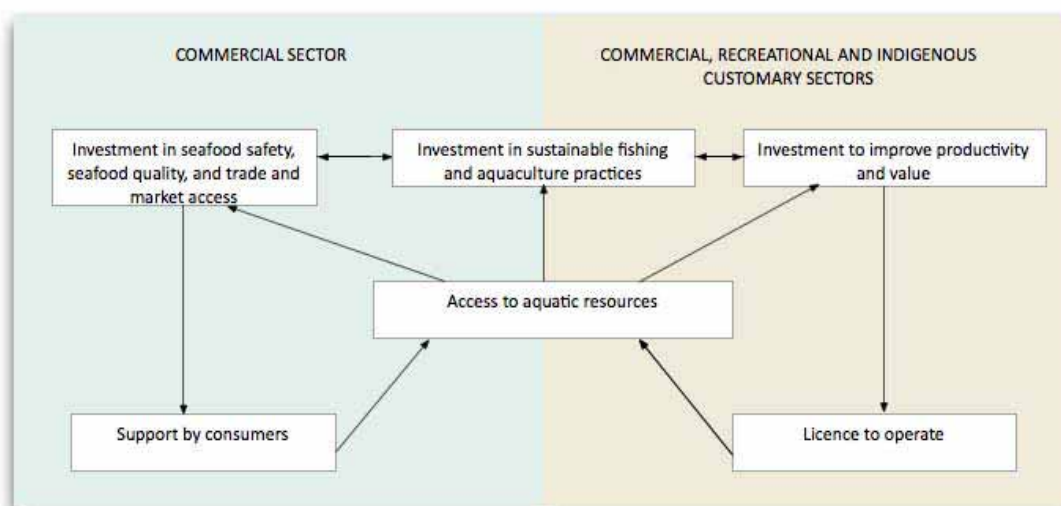 COMMERCIAL SECTOR
COMMERCIAL, RECREATIONAL AND INDIGENOUS
CUSTOMARY SECTORS
Investment in seafood safety,
seafood quality, and trade and
market access
Investment in sustainable fishing
and aquaculture practices
Investment to improve productivity
and value
Access to aquatic resources
Support by consumers
Licence to operate